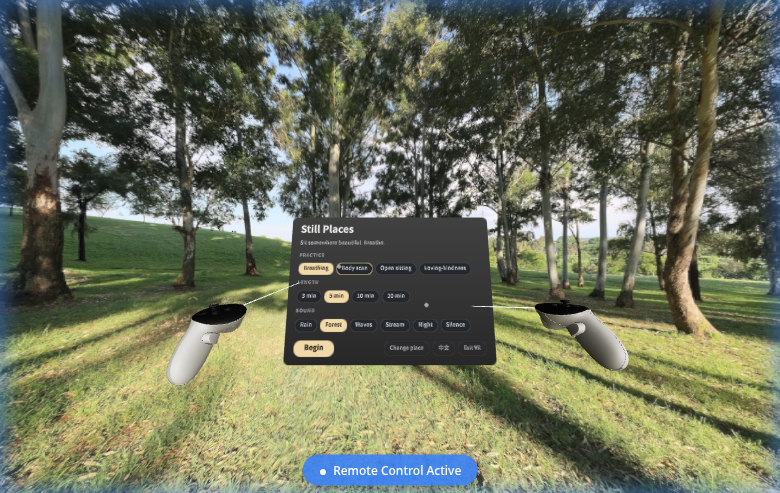 Still Places
Sit somewhere beautiful. Breathe.
PRACTICE
Breathing Body scan Open sitting Loving-kindness
LENGTH
3 min 5 min 10 min 20 min
SOUND
Rain Forest Waves Stream Night Silence
Begin Change place 中文 Exit VR
Remote Control Active